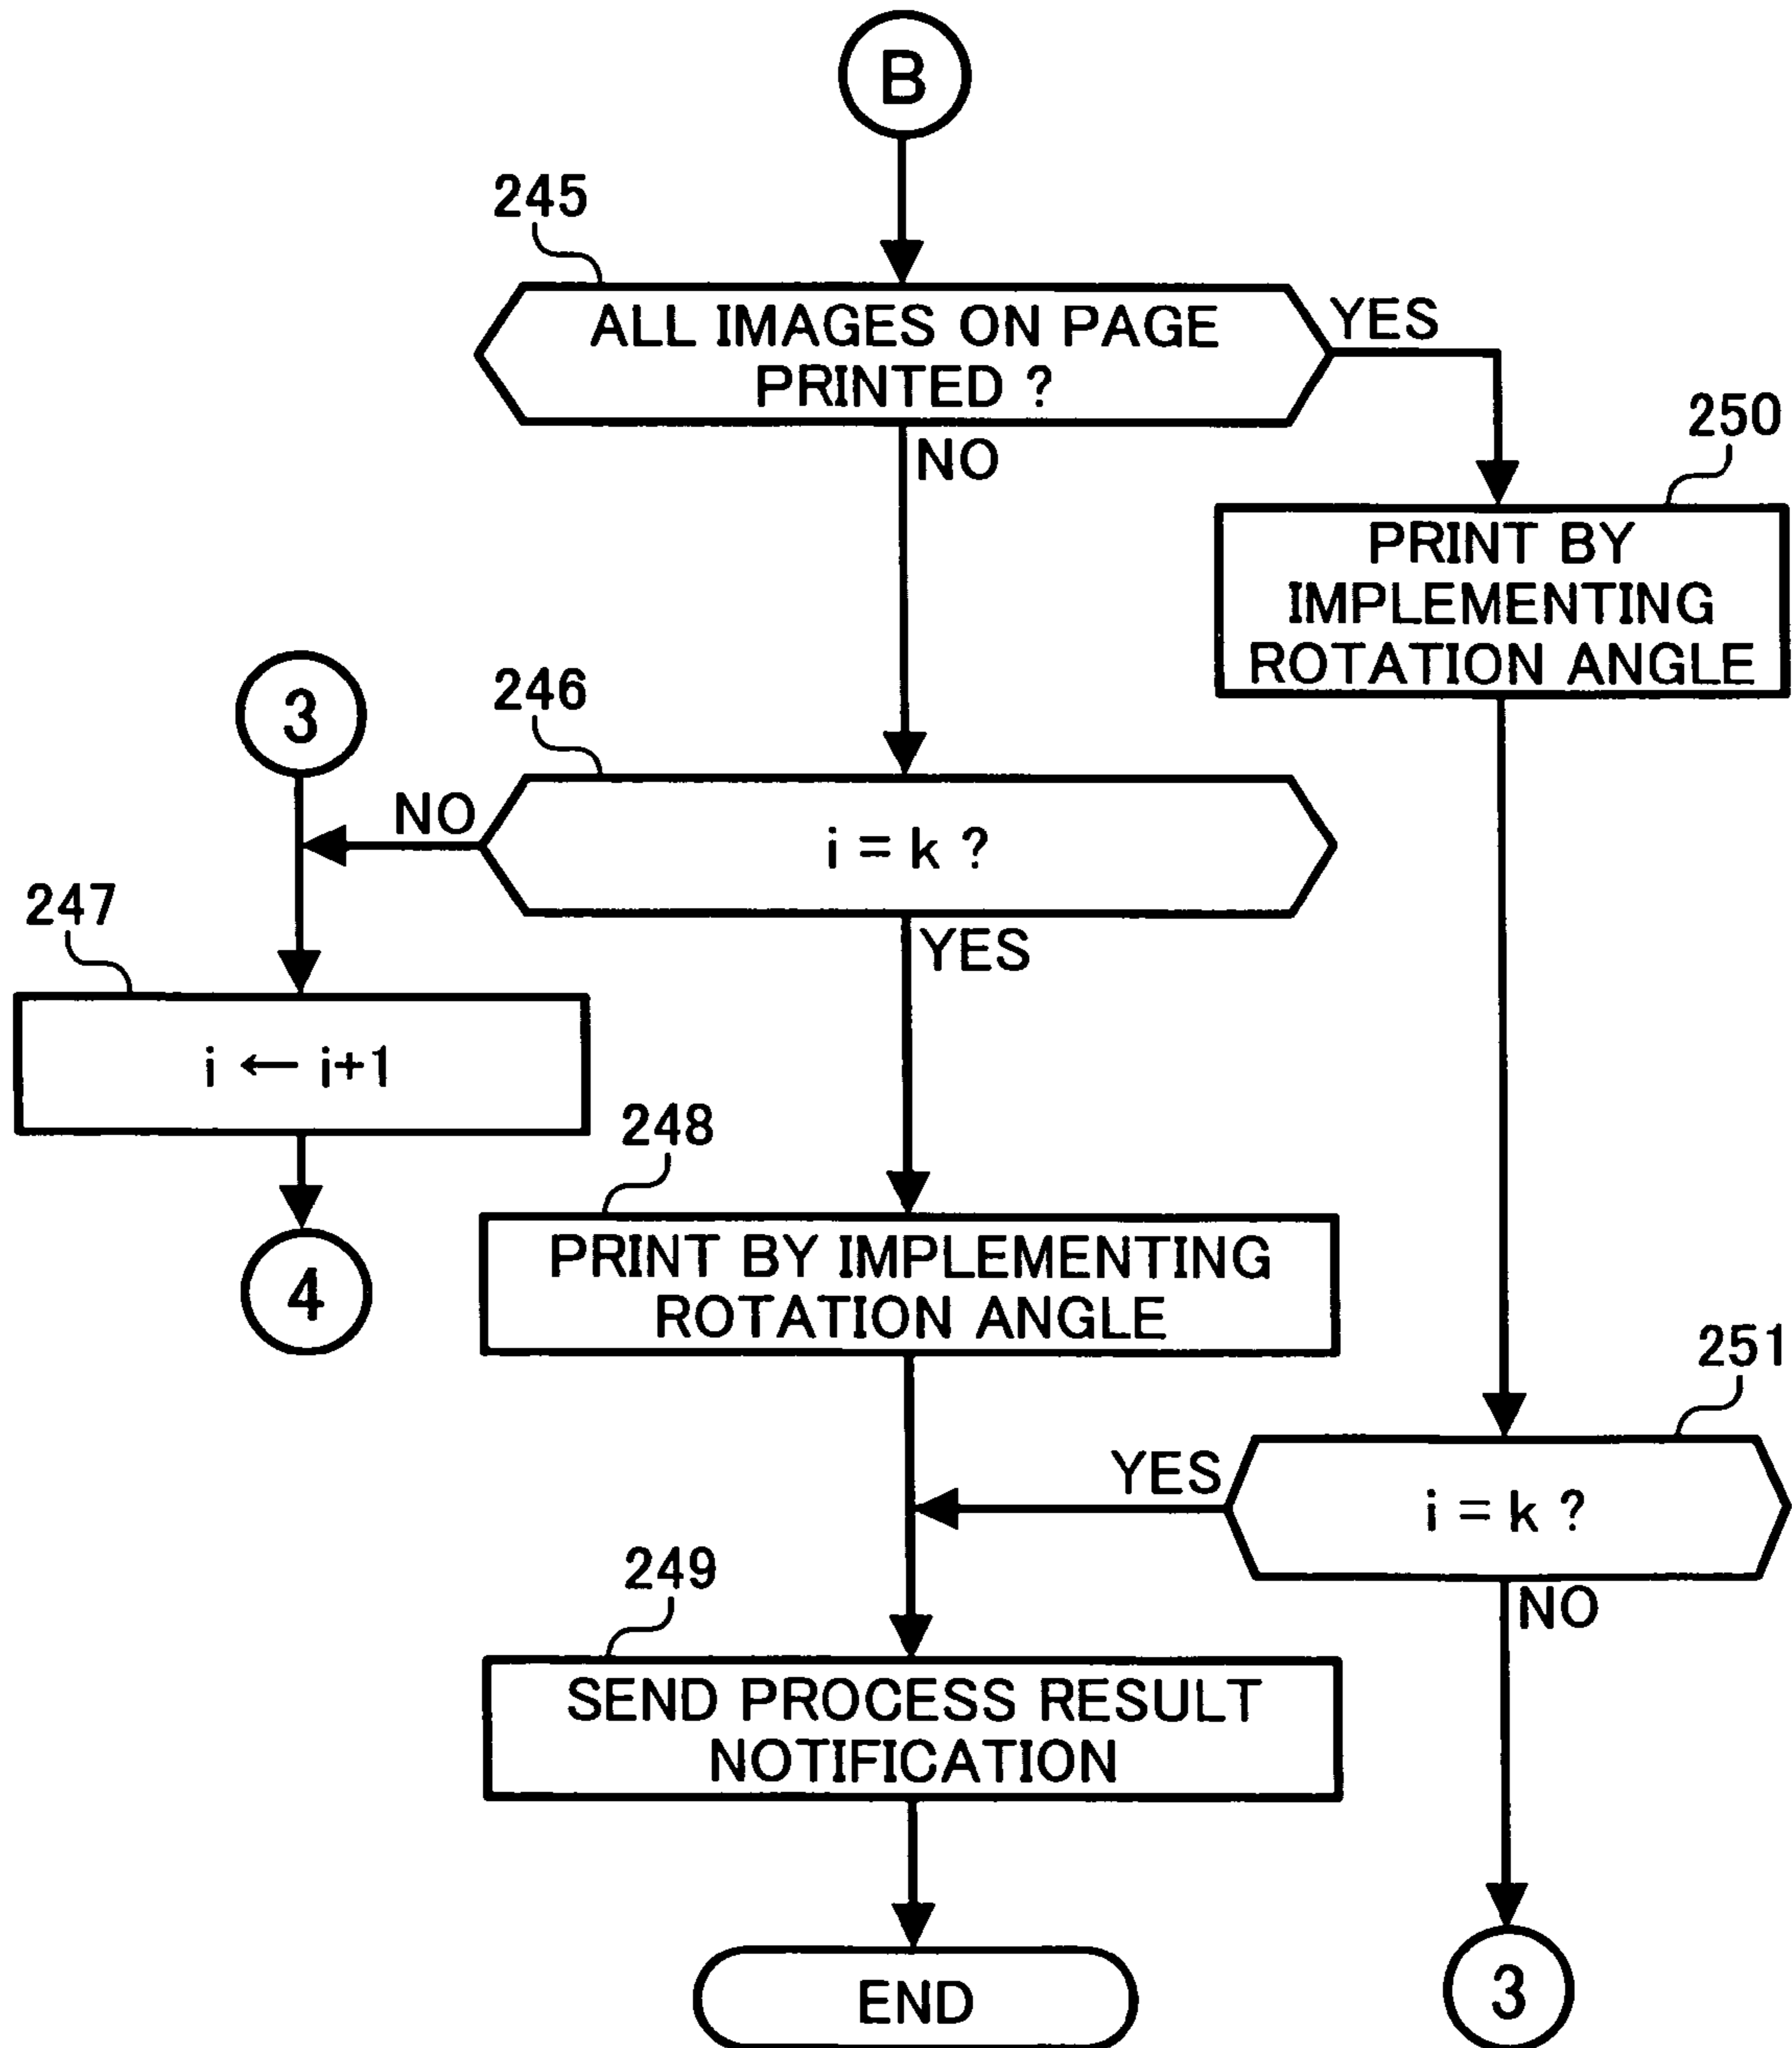 B
245
ALL IMAGES ON PAGE
PRINTED ?
YES
NO
250
PRINT BY
IMPLEMENTING
ROTATION ANGLE
3
246
NO
i = k ?
YES
247
i ← i+1
4
248
PRINT BY IMPLEMENTING
ROTATION ANGLE
251
YES
i = k ?
NO
249
SEND PROCESS RESULT
NOTIFICATION
END
3